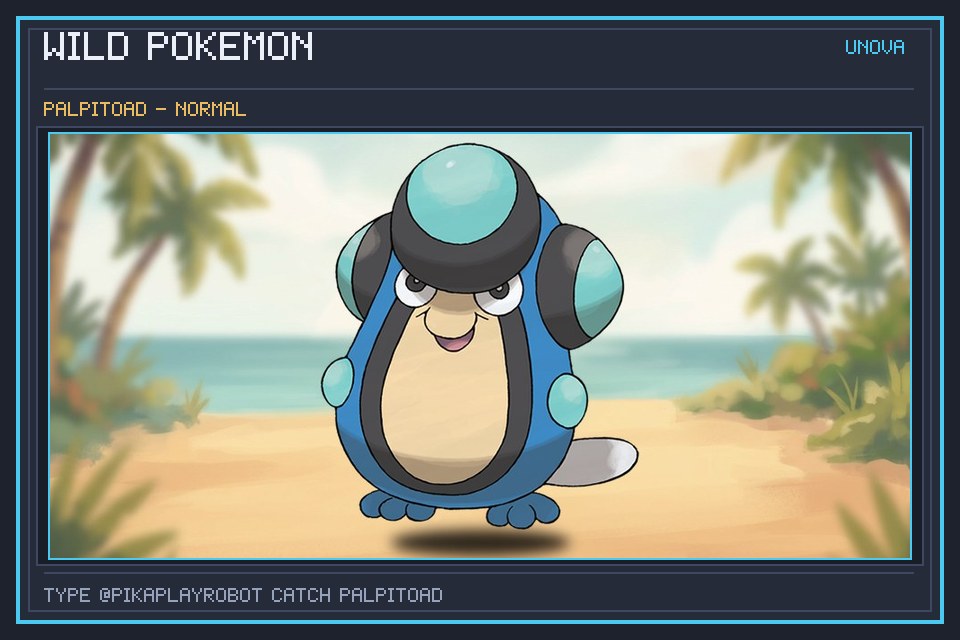 WILD POKEMON
UNOVA
PALPITOAD - NORMAL
TYPE @PIKAPLAYROBOT CATCH PALPITOAD